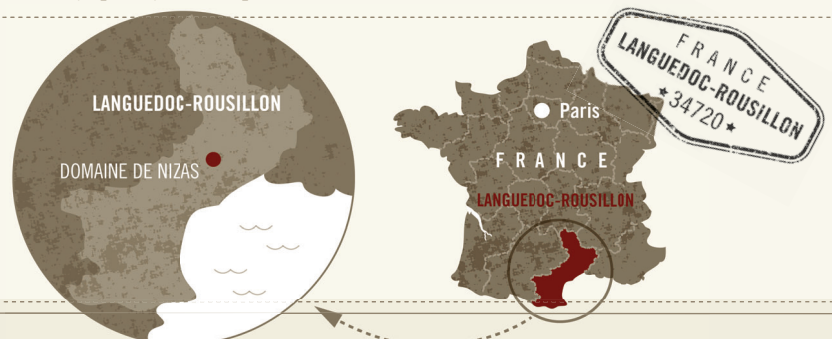 LANGUEDOC-ROUSILLON
DOMAINE DE NIZAS
Paris
FRANCE
LANGUEDOC-ROUSILLON
FRANCE
LANGUEDOC-ROUSILLON
★34720★